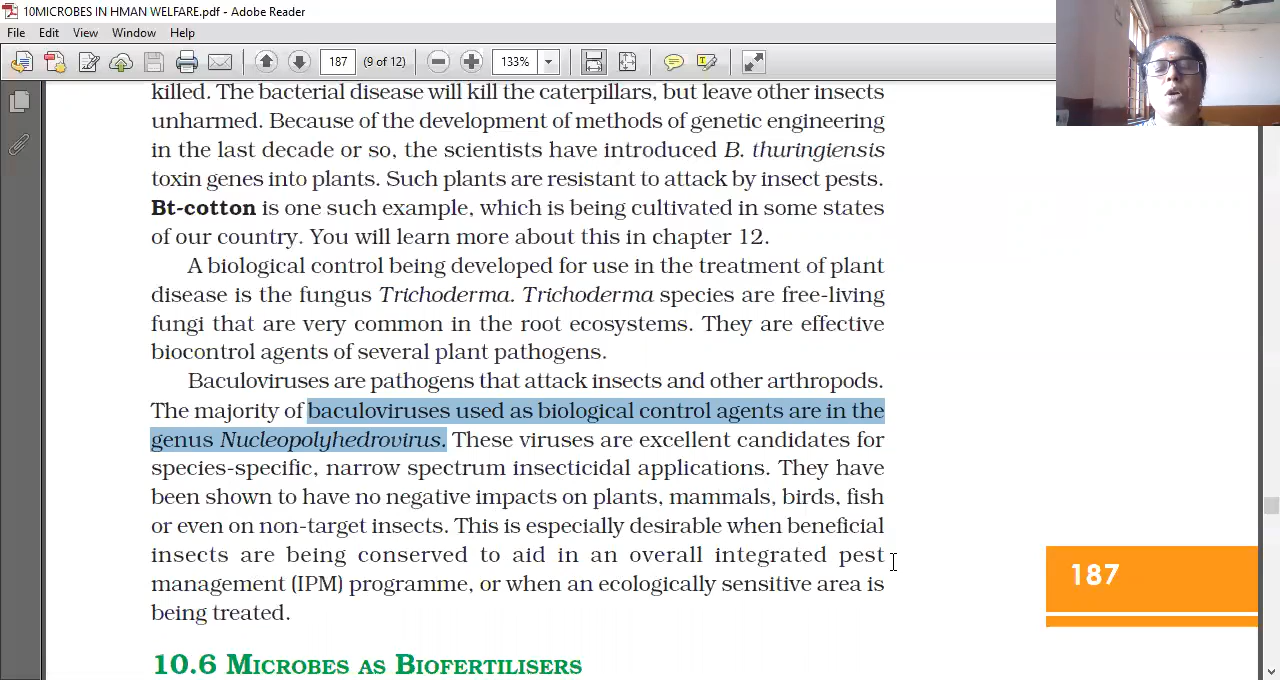 10MICROBES IN HMAN WELFARE.pdf - Adobe Reader
File Edit View Window Help
187 (9 of 12) 133%
killed. The bacterial disease will kill the caterpillars, but leave other insects
unharmed. Because of the development of methods of genetic engineering
in the last decade or so, the scientists have introduced B. thuringiensis
toxin genes into plants. Such plants are resistant to attack by insect pests.
Bt-cotton is one such example, which is being cultivated in some states
of our country. You will learn more about this in chapter 12.
A biological control being developed for use in the treatment of plant
disease is the fungus Trichoderma. Trichoderma species are free-living
fungi that are very common in the root ecosystems. They are effective
biocontrol agents of several plant pathogens.
Baculoviruses are pathogens that attack insects and other arthropods.
The majority of baculoviruses used as biological control agents are in the
genus Nucleopolyhedrovirus. These viruses are excellent candidates for
species-specific, narrow spectrum insecticidal applications. They have
been shown to have no negative impacts on plants, mammals, birds, fish
or even on non-target insects. This is especially desirable when beneficial
insects are being conserved to aid in an overall integrated pest
management (IPM) programme, or when an ecologically sensitive area is
being treated.
187
10.6 MICROBES AS BIOFERTILISERS